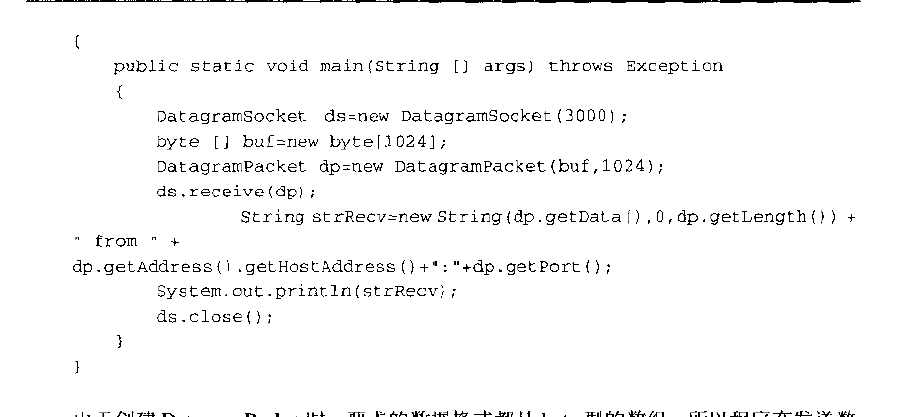 {
public static void main(String [] args) throws Exception
{
DatagramSocket ds=new DatagramSocket(3000);
byte [] buf=new byte[1024];
DatagramPacket dp=new DatagramPacket(buf,1024);
ds.receive(dp);
String strRecv=new String(dp.getData(),0,dp.getLength()) +
" from " +
dp.getAddress().getHostAddress()+":"+dp.getPort();
System.out.println(strRecv);
ds.close();
}
}